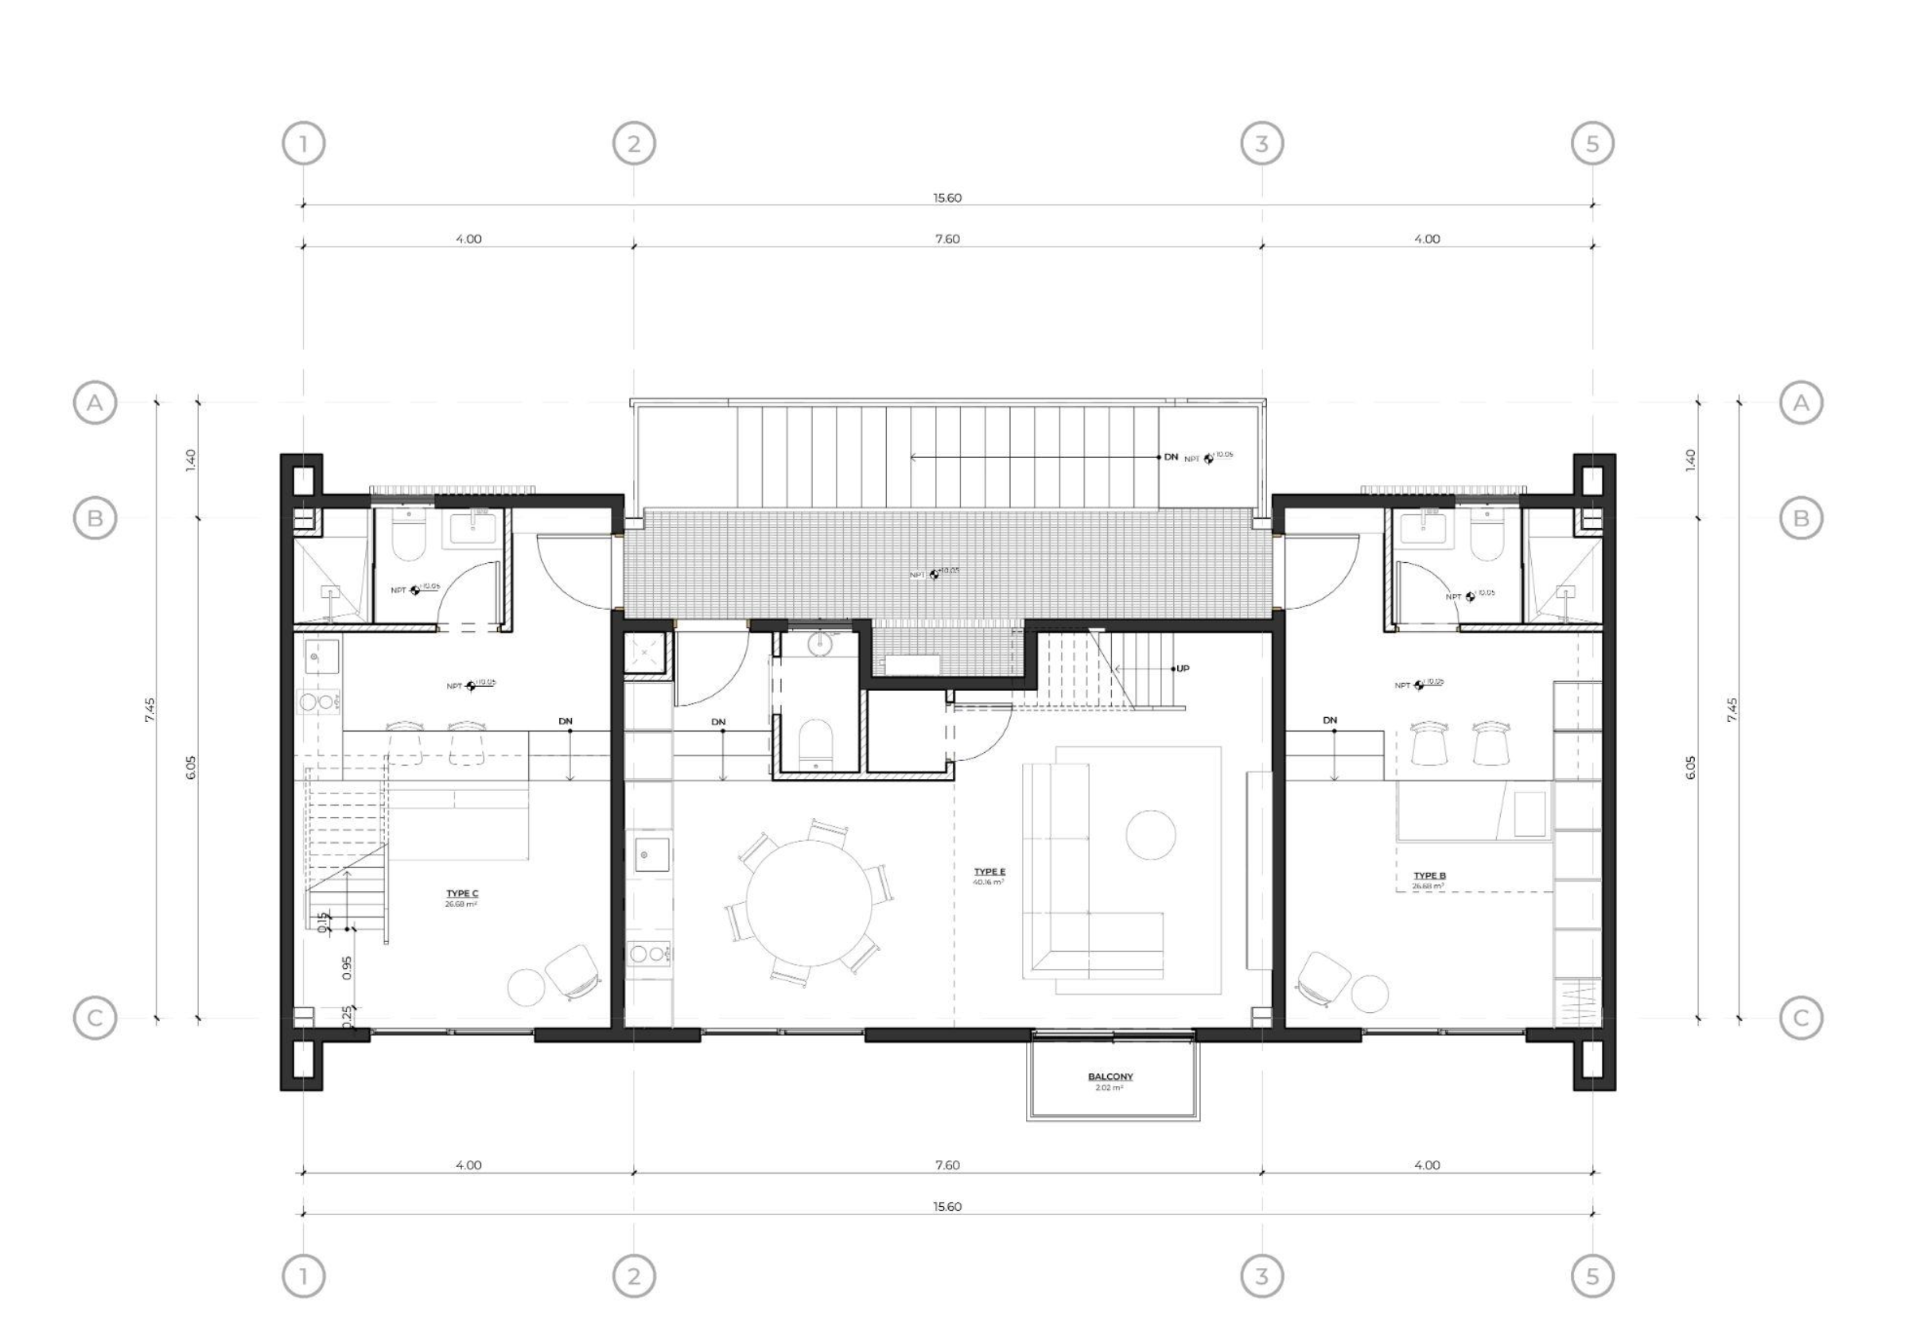 1 2 3 5
15.60
4.00 7.60 4.00
A A
1.40 1.40
DN NPT +10.05
B B
NPT +10.05
NPT +10.05 NPT +10.05
UP
NPT +10.05 NPT +10.05
DN DN DN
7.45 6.05 6.05 7.45
TYPE C
26.68 m²
TYPE E
40.16 m²
TYPE B
26.68 m²
0.15
0.95
0.25
C C
BALCONY
2.02 m²
4.00 7.60 4.00
15.60
1 2 3 5